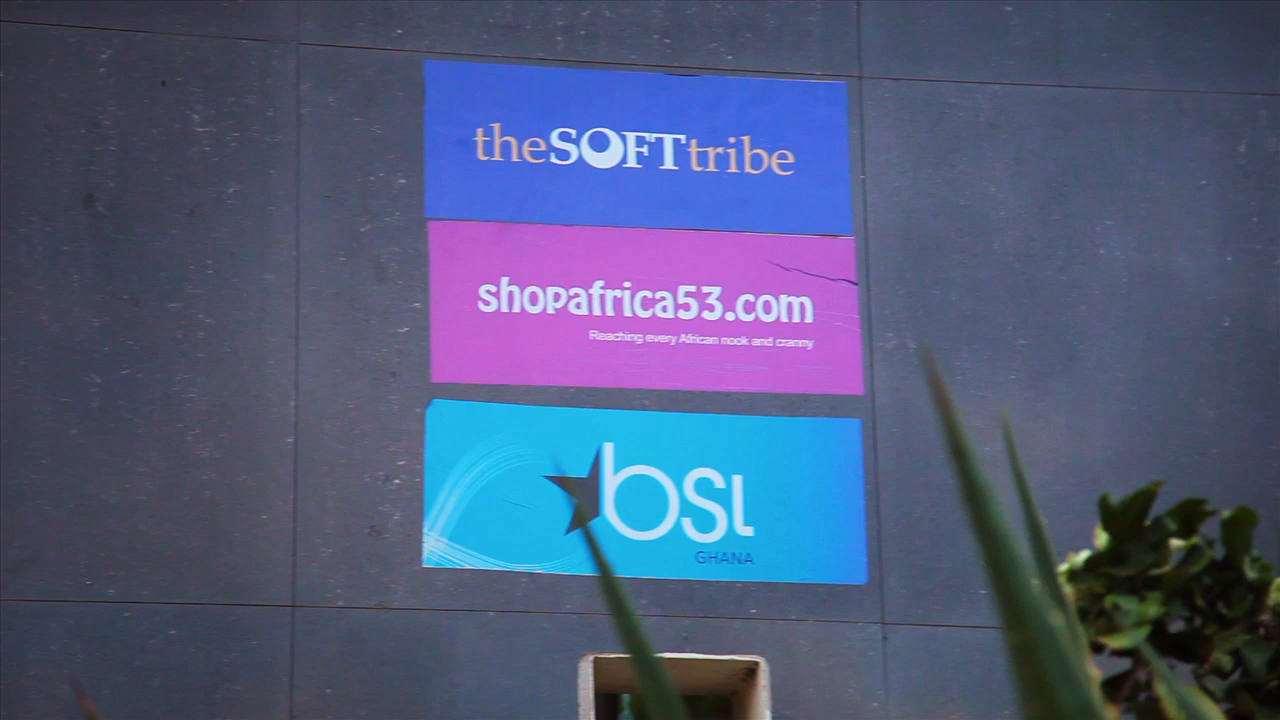 theSOFTtribe
shopafrica53.com
Reaching every African nook and cranny
bsl
GHANA